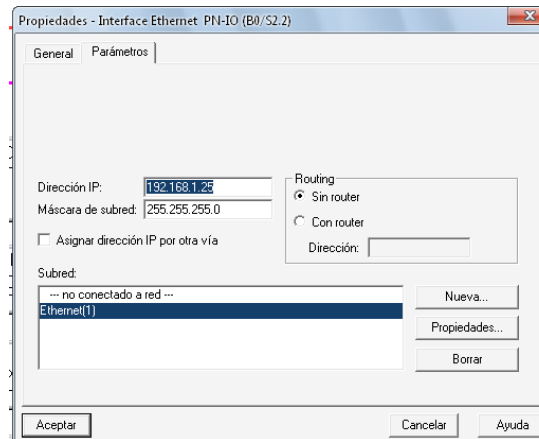 Propiedades - Interface Ethernet PN-IO (B0/S2.2)
General
Parámetros
Dirección IP: 192.168.1.25
Máscara de subred: 255.255.255.0
Asignar dirección IP por otra vía
Routing
Sin router
Con router
Dirección:
Subred:
--- no conectado a red ---
Ethernet(1)
Nueva...
Propiedades...
Borrar
Aceptar
Cancelar
Ayuda